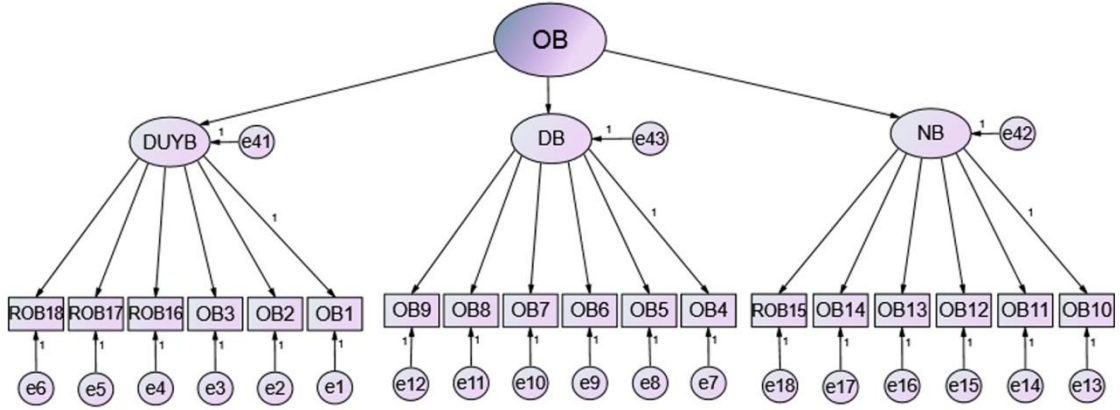 OB
DUYB 1 e41 DB 1 e43 NB 1 e42
1 1 1
ROB18 ROB17 ROB16 OB3 OB2 OB1 OB9 OB8 OB7 OB6 OB5 OB4 ROB15 OB14 OB13 OB12 OB11 OB10
1 1 1 1 1 1 1 1 1 1 1 1 1 1 1 1 1 1
e6 e5 e4 e3 e2 e1 e12 e11 e10 e9 e8 e7 e18 e17 e16 e15 e14 e13